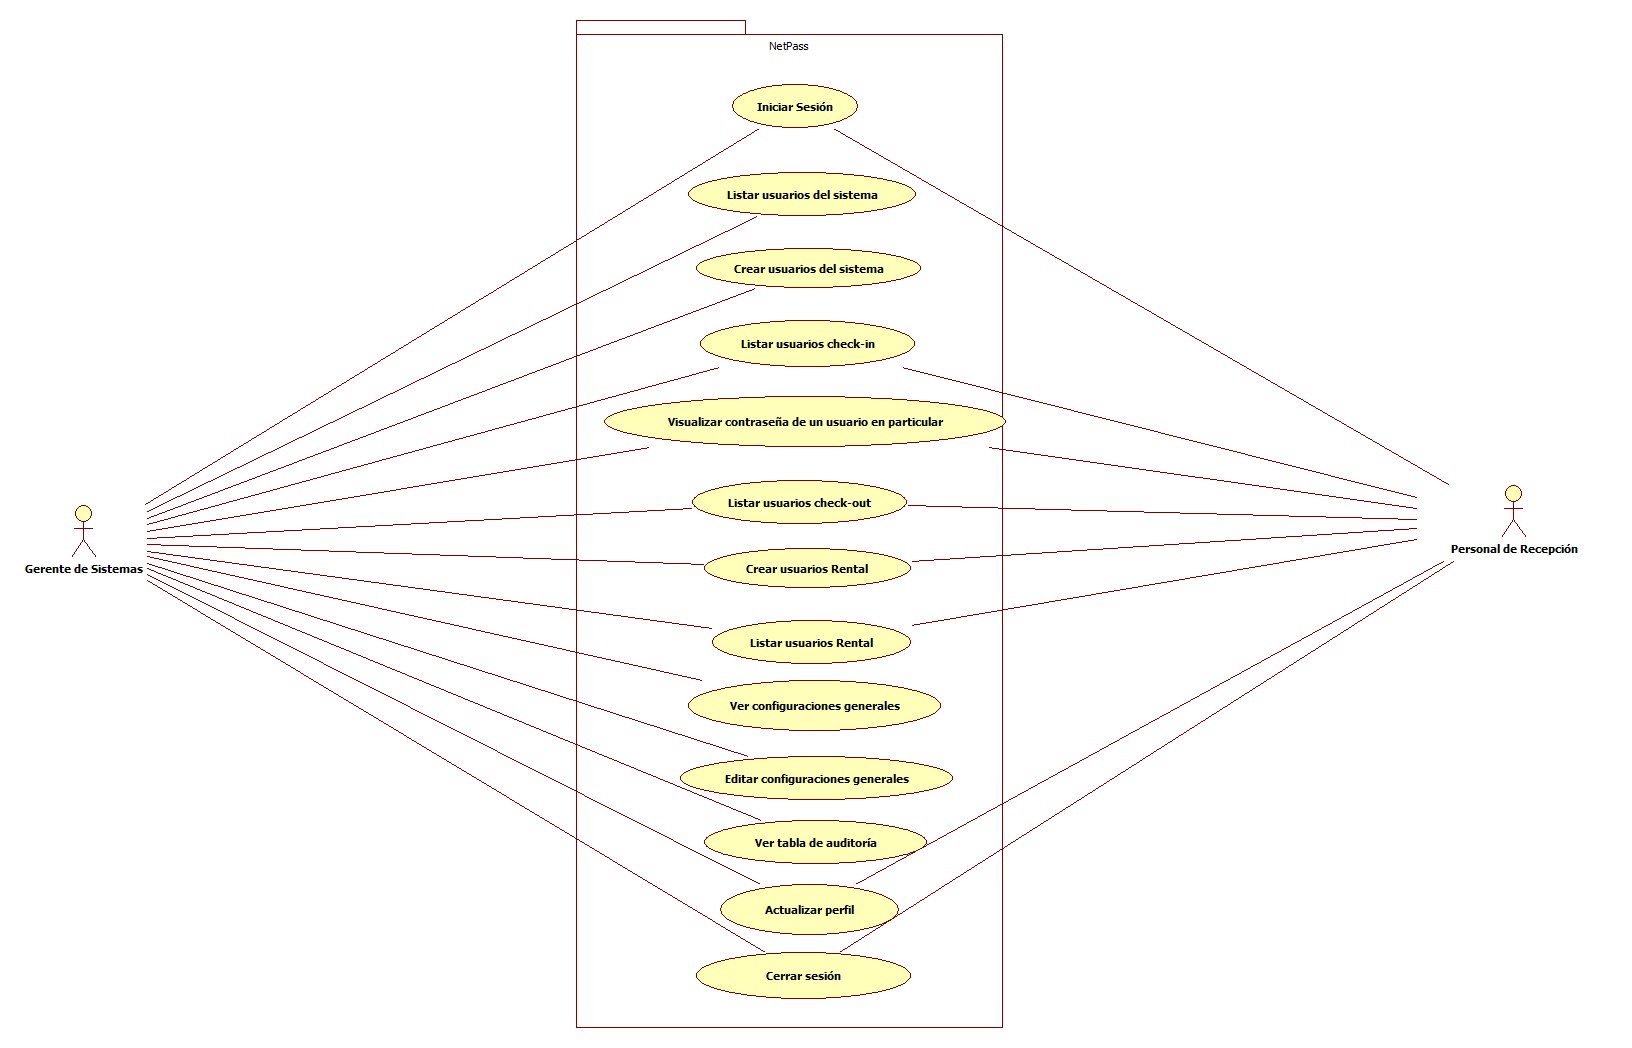 NetPass
Iniciar Sesión
Listar usuarios del sistema
Crear usuarios del sistema
Listar usuarios check-in
Visualizar contraseña de un usuario en particular
Listar usuarios check-out
Crear usuarios Rental
Listar usuarios Rental
Ver configuraciones generales
Editar configuraciones generales
Ver tabla de auditoría
Actualizar perfil
Cerrar sesión
Gerente de Sistemas
Personal de Recepción